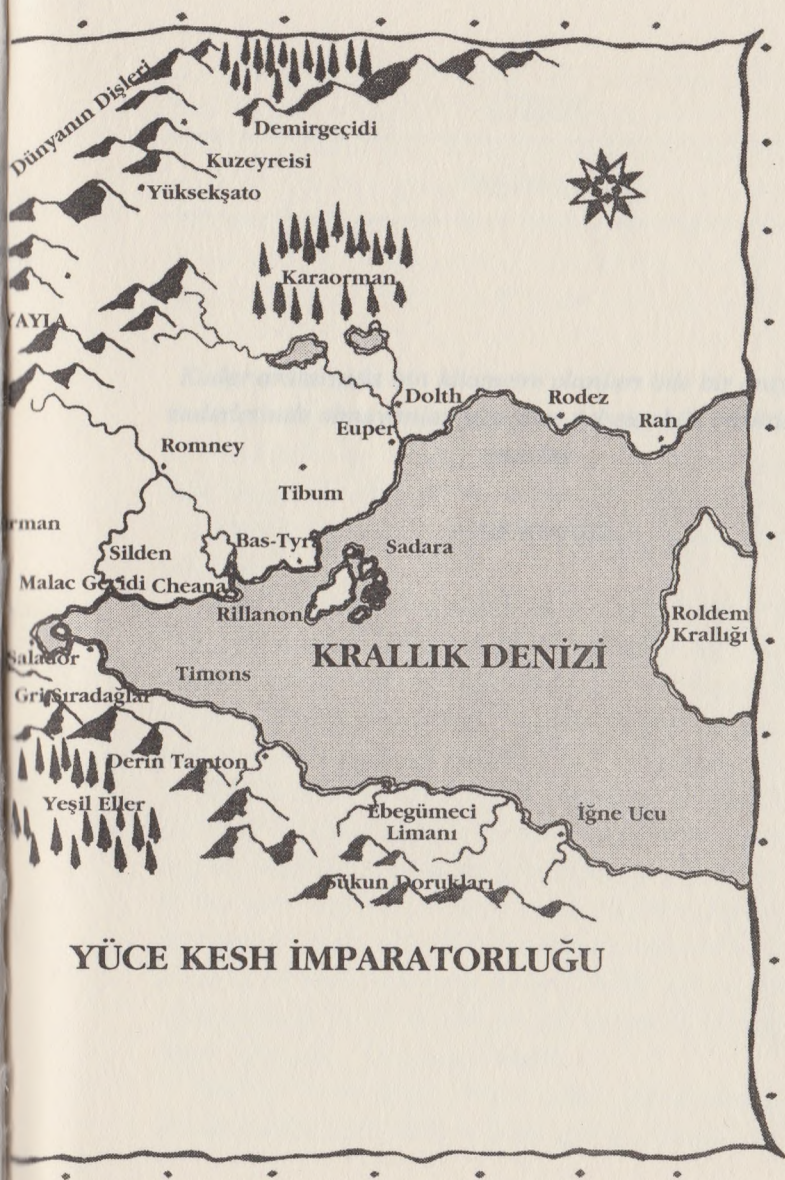 Dünyanın Dişleri
Demirgeçidi
Kuzeyreisi
Yüksekşato
Karaorman
YAYLA
Dolth
Rodez
Euper
Ran
Romney
Tibum
rman
Silden
Bas-Tyra
Sadara
Malac Geçidi
Cheana
Rillanon
Roldem
Krallığı
KRALLIK DENİZİ
Salador
Timons
Gri Sıradağlar
Derin Tamton
Yeşil Eller
Ebegümeci
Limanı
İğne Ucu
Sükun Dorukları
YÜCE KESH İMPARATORLUĞU